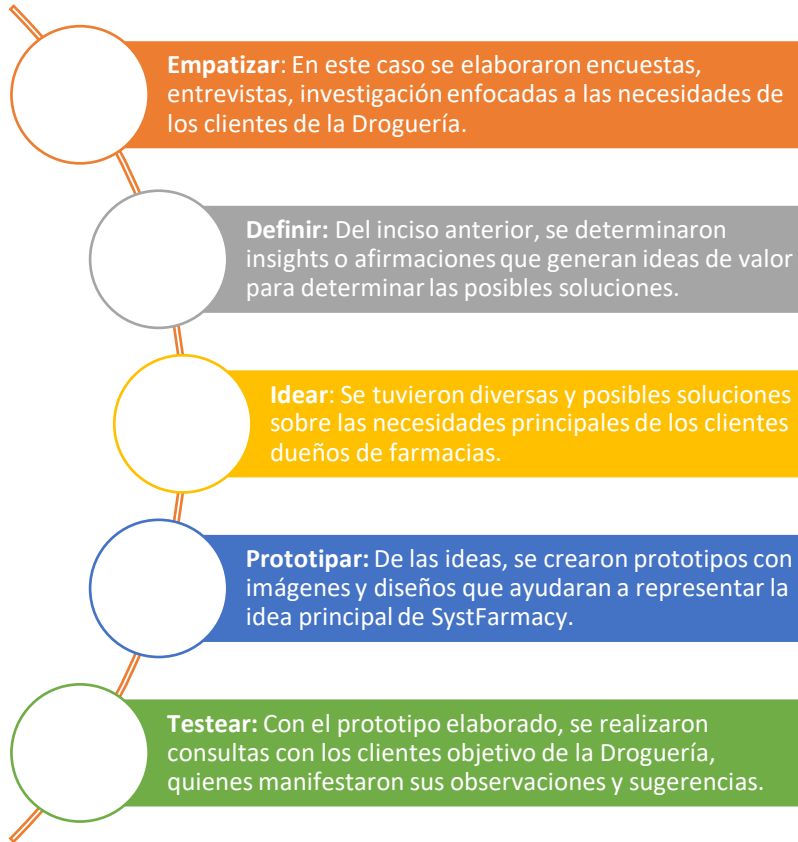 Empatizar: En este caso se elaboraron encuestas,
entrevistas, investigación enfocadas a las necesidades de
los clientes de la Droguería.
Definir: Del inciso anterior, se determinaron
insights o afirmaciones que generan ideas de valor
para determinar las posibles soluciones.
Idear: Se tuvieron diversas y posibles soluciones
sobre las necesidades principales de los clientes
dueños de farmacias.
Prototipar: De las ideas, se crearon prototipos con
imágenes y diseños que ayudaran a representar la
idea principal de SystFarmacy.
Testear: Con el prototipo elaborado, se realizaron
consultas con los clientes objetivo de la Droguería,
quienes manifestaron sus observaciones y sugerencias.